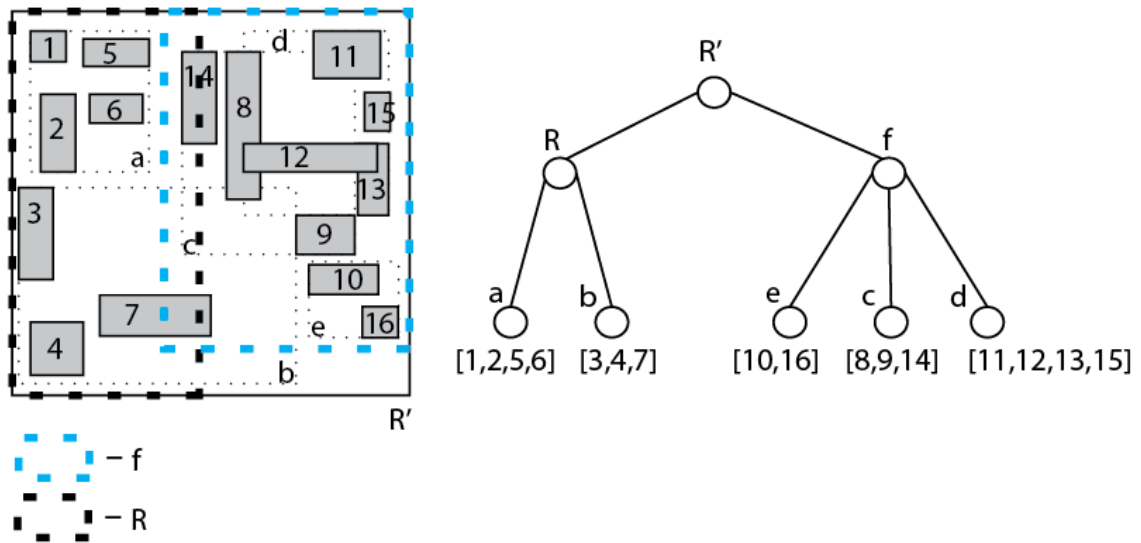 1
5
d
11
14
8
15
2
6
12
a
13
3
c
9
10
7
e
16
4
b
R′
– f
– R
R′
R
f
a
b
e
c
d
[1,2,5,6]
[3,4,7]
[10,16]
[8,9,14]
[11,12,13,15]